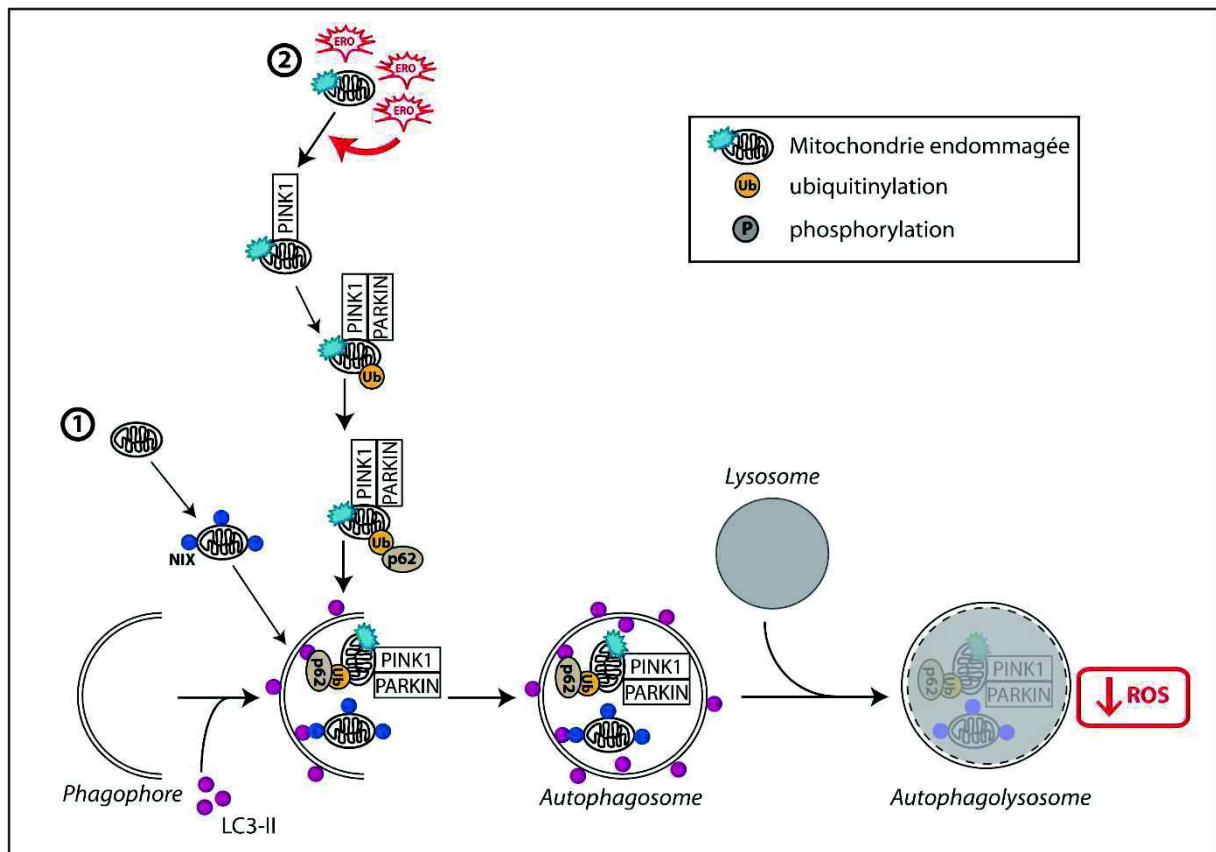 2
ERO
ERO
ERO
Mitochondrie endommagée
Ub ubiquitinylation
P phosphorylation
PINK1
PINK1
PARKIN
Ub
1
PINK1
PARKIN
Ub
p62
NIX
Lysosome
p62
Ub
PINK1
PARKIN
p62
Ub
PINK1
PARKIN
p62
Ub
PINK1
PARKIN
ROS
Phagophore
LC3-II
Autophagosome
Autophagolysosome